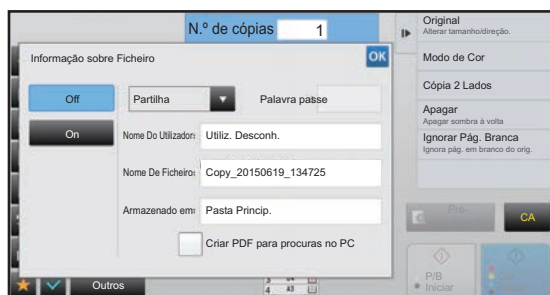 N.º de cópias 1
Informação sobre Ficheiro
OK
Off
On
Partilha
Palavra passe
Nome Do Utilizador:
Utiliz. Desconh.
Nome De Ficheiro:
Copy_20150619_134725
Armazenado em:
Pasta Princip.
Criar PDF para procuras no PC
Outros
Original
Alterar tamanho/direção.
Modo de Cor
Cópia 2 Lados
Apagar
Apagar sombra à volta
Ignorar Pág. Branca
Ignora pág. em branco do orig.
Pré-
CA
P/B
Iniciar
4 A3